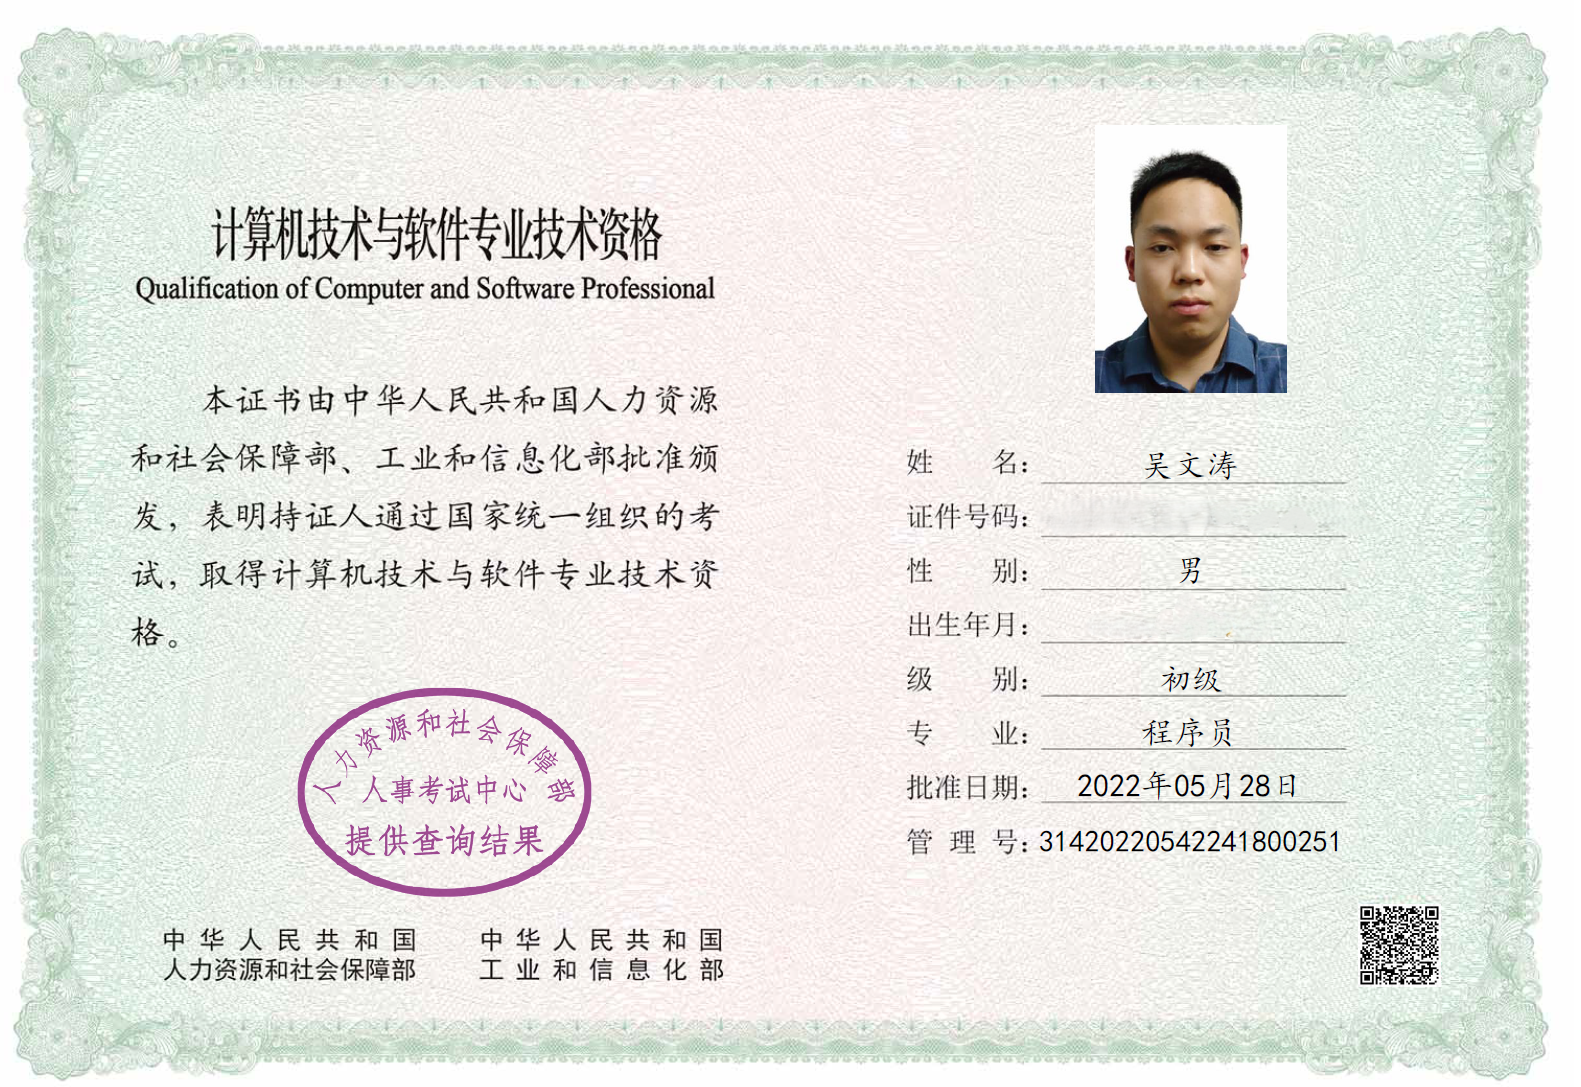 计算机技术与软件专业技术资格
Qualification of Computer and Software Professional
本证书由中华人民共和国人力资源
和社会保障部、工业和信息化部批准颁
发，表明持证人通过国家统一组织的考
试，取得计算机技术与软件专业技术资
格。
人力资源和社会保障部
人事考试中心
提供查询结果
中华人民共和国
人力资源和社会保障部
中华人民共和国
工业和信息化部
姓名：吴文涛
证件号码：
性别：男
出生年月：
级别：初级
专业：程序员
批准日期：2022年05月28日
管理号：31420220542241800251